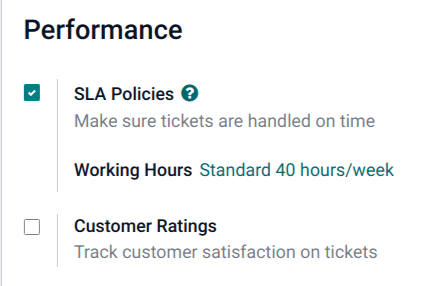 Performance
SLA Policies ?
Make sure tickets are handled on time
Working Hours Standard 40 hours/week
Customer Ratings
Track customer satisfaction on tickets